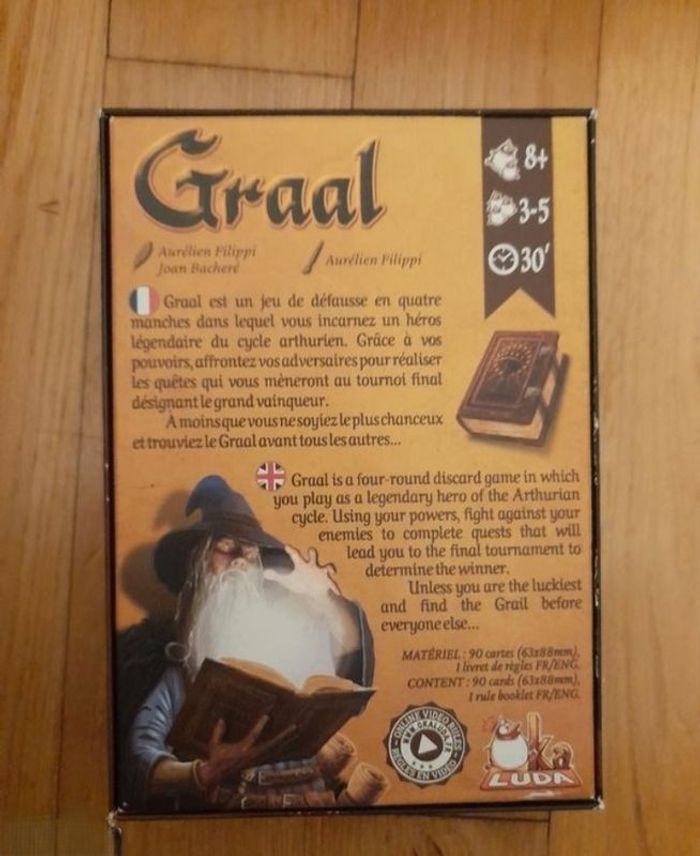 Graal
8+
3-5
30'
Aurélien Filippi
Joan Bacheré
Aurélien Filippi
Graal est un jeu de défausse en quatre
manches dans lequel vous incarnez un héros
légendaire du cycle arthurien. Grâce à vos
pouvoirs, affrontez vos adversaires pour réaliser
les quêtes qui vous mèneront au tournoi final
désignant le grand vainqueur.
A moins que vous ne soyiez le plus chanceux
et trouviez le Graal avant tous les autres...
Graal is a four-round discard game in which
you play as a legendary hero of the Arthurian
cycle. Using your powers, fight against your
enemies to complete quests that will
lead you to the final tournament to
determine the winner.
Unless you are the luckiest
and find the Grail before
everyone else...
MATÉRIEL : 90 cartes (63x88mm),
1 livret de règles FR/ENG.
CONTENT : 90 cards (63x88mm),
1 rule booklet FR/ENG.
ONLINE VIDEO RULES
WWW.OKALUDA.FR
RÈGLES EN VIDÉO
Oka
LUDA